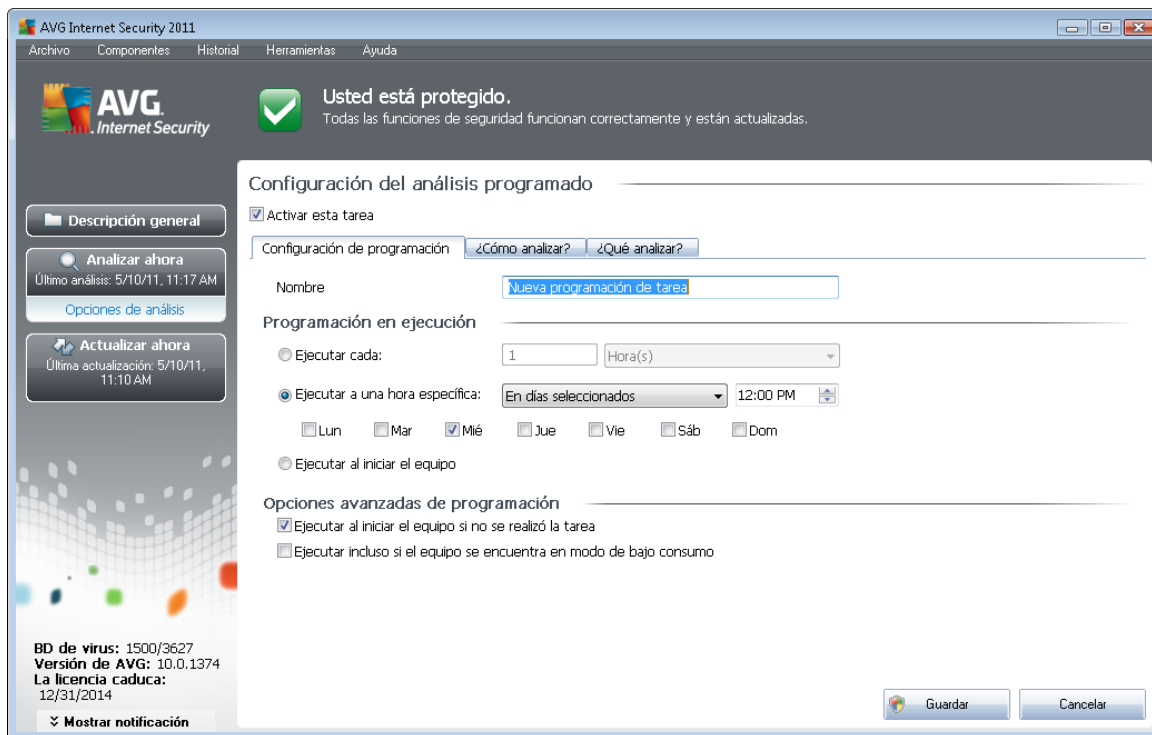 AVG Internet Security 2011
Archivo Componentes Historial Herramientas Ayuda
AVG.
Internet Security
Usted está protegido.
Todas las funciones de seguridad funcionan correctamente y están actualizadas.
Descripción general
Analizar ahora
Último análisis: 5/10/11, 11:17 AM
Opciones de análisis
Actualizar ahora
Última actualización: 5/10/11,
11:10 AM
BD de virus: 1500/3627
Versión de AVG: 10.0.1374
La licencia caduca:
12/31/2014
Mostrar notificación
Configuración del análisis programado
Activar esta tarea
Configuración de programación ¿Cómo analizar? ¿Qué analizar?
Nombre Nueva programación de tarea
Programación en ejecución
Ejecutar cada: 1 Hora(s)
Ejecutar a una hora específica: En días seleccionados 12:00 PM
Lun Mar Mié Jue Vie Sáb Dom
Ejecutar al iniciar el equipo
Opciones avanzadas de programación
Ejecutar al iniciar el equipo si no se realizó la tarea
Ejecutar incluso si el equipo se encuentra en modo de bajo consumo
Guardar Cancelar